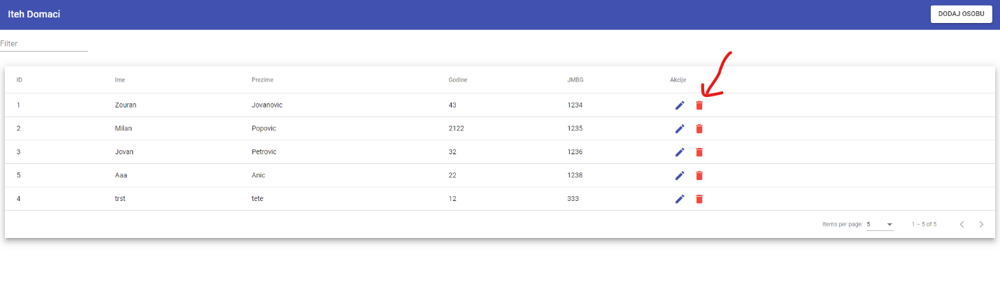 Iteh Domaci
DODAJ OSOBU
Filter
ID Ime Prezime Godine JMBG Akcije
1 Zouran Jovanovic 43 1234
2 Milan Popovic 2122 1235
3 Jovan Petrovic 32 1236
5 Aaa Anic 22 1238
4 trst tete 12 333
Items per page: 5 1 – 5 of 5